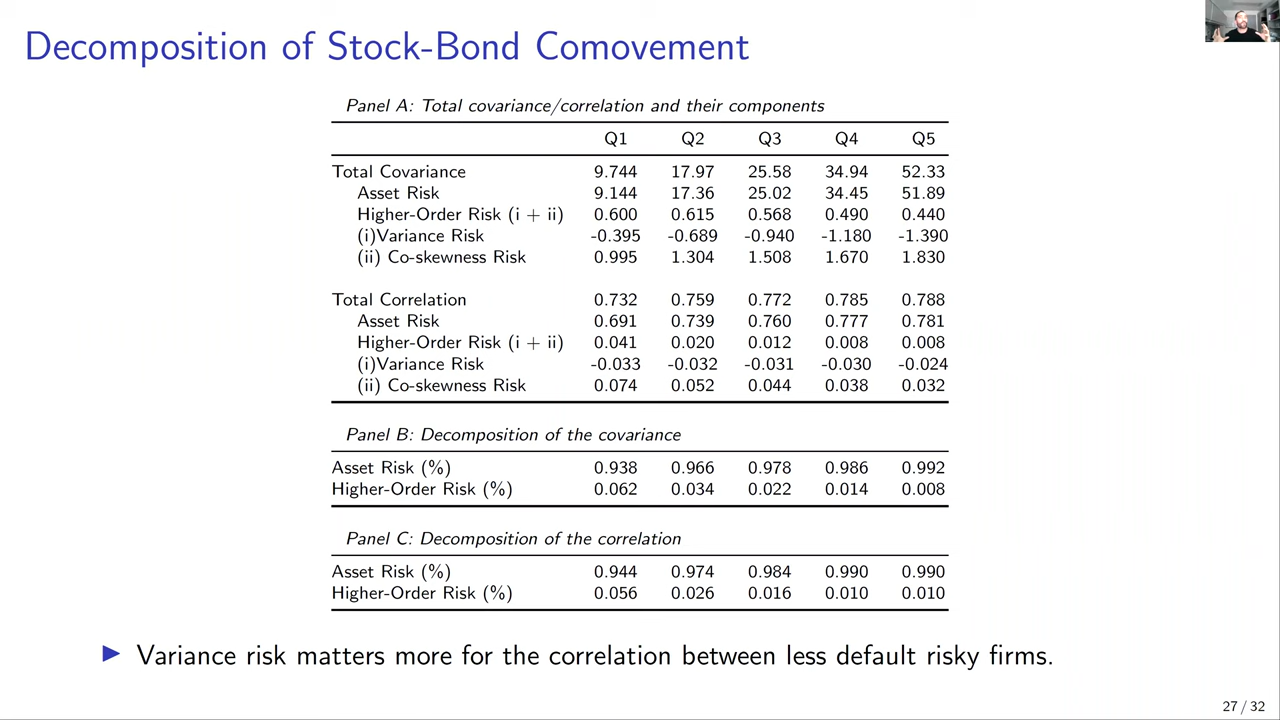 Decomposition of Stock-Bond Comovement
Panel A: Total covariance/correlation and their components
Q1 Q2 Q3 Q4 Q5
Total Covariance 9.744 17.97 25.58 34.94 52.33
Asset Risk 9.144 17.36 25.02 34.45 51.89
Higher-Order Risk (i + ii) 0.600 0.615 0.568 0.490 0.440
(i)Variance Risk -0.395 -0.689 -0.940 -1.180 -1.390
(ii) Co-skewness Risk 0.995 1.304 1.508 1.670 1.830
Total Correlation 0.732 0.759 0.772 0.785 0.788
Asset Risk 0.691 0.739 0.760 0.777 0.781
Higher-Order Risk (i + ii) 0.041 0.020 0.012 0.008 0.008
(i)Variance Risk -0.033 -0.032 -0.031 -0.030 -0.024
(ii) Co-skewness Risk 0.074 0.052 0.044 0.038 0.032
Panel B: Decomposition of the covariance
Asset Risk (%) 0.938 0.966 0.978 0.986 0.992
Higher-Order Risk (%) 0.062 0.034 0.022 0.014 0.008
Panel C: Decomposition of the correlation
Asset Risk (%) 0.944 0.974 0.984 0.990 0.990
Higher-Order Risk (%) 0.056 0.026 0.016 0.010 0.010
Variance risk matters more for the correlation between less default risky firms.
27 / 32